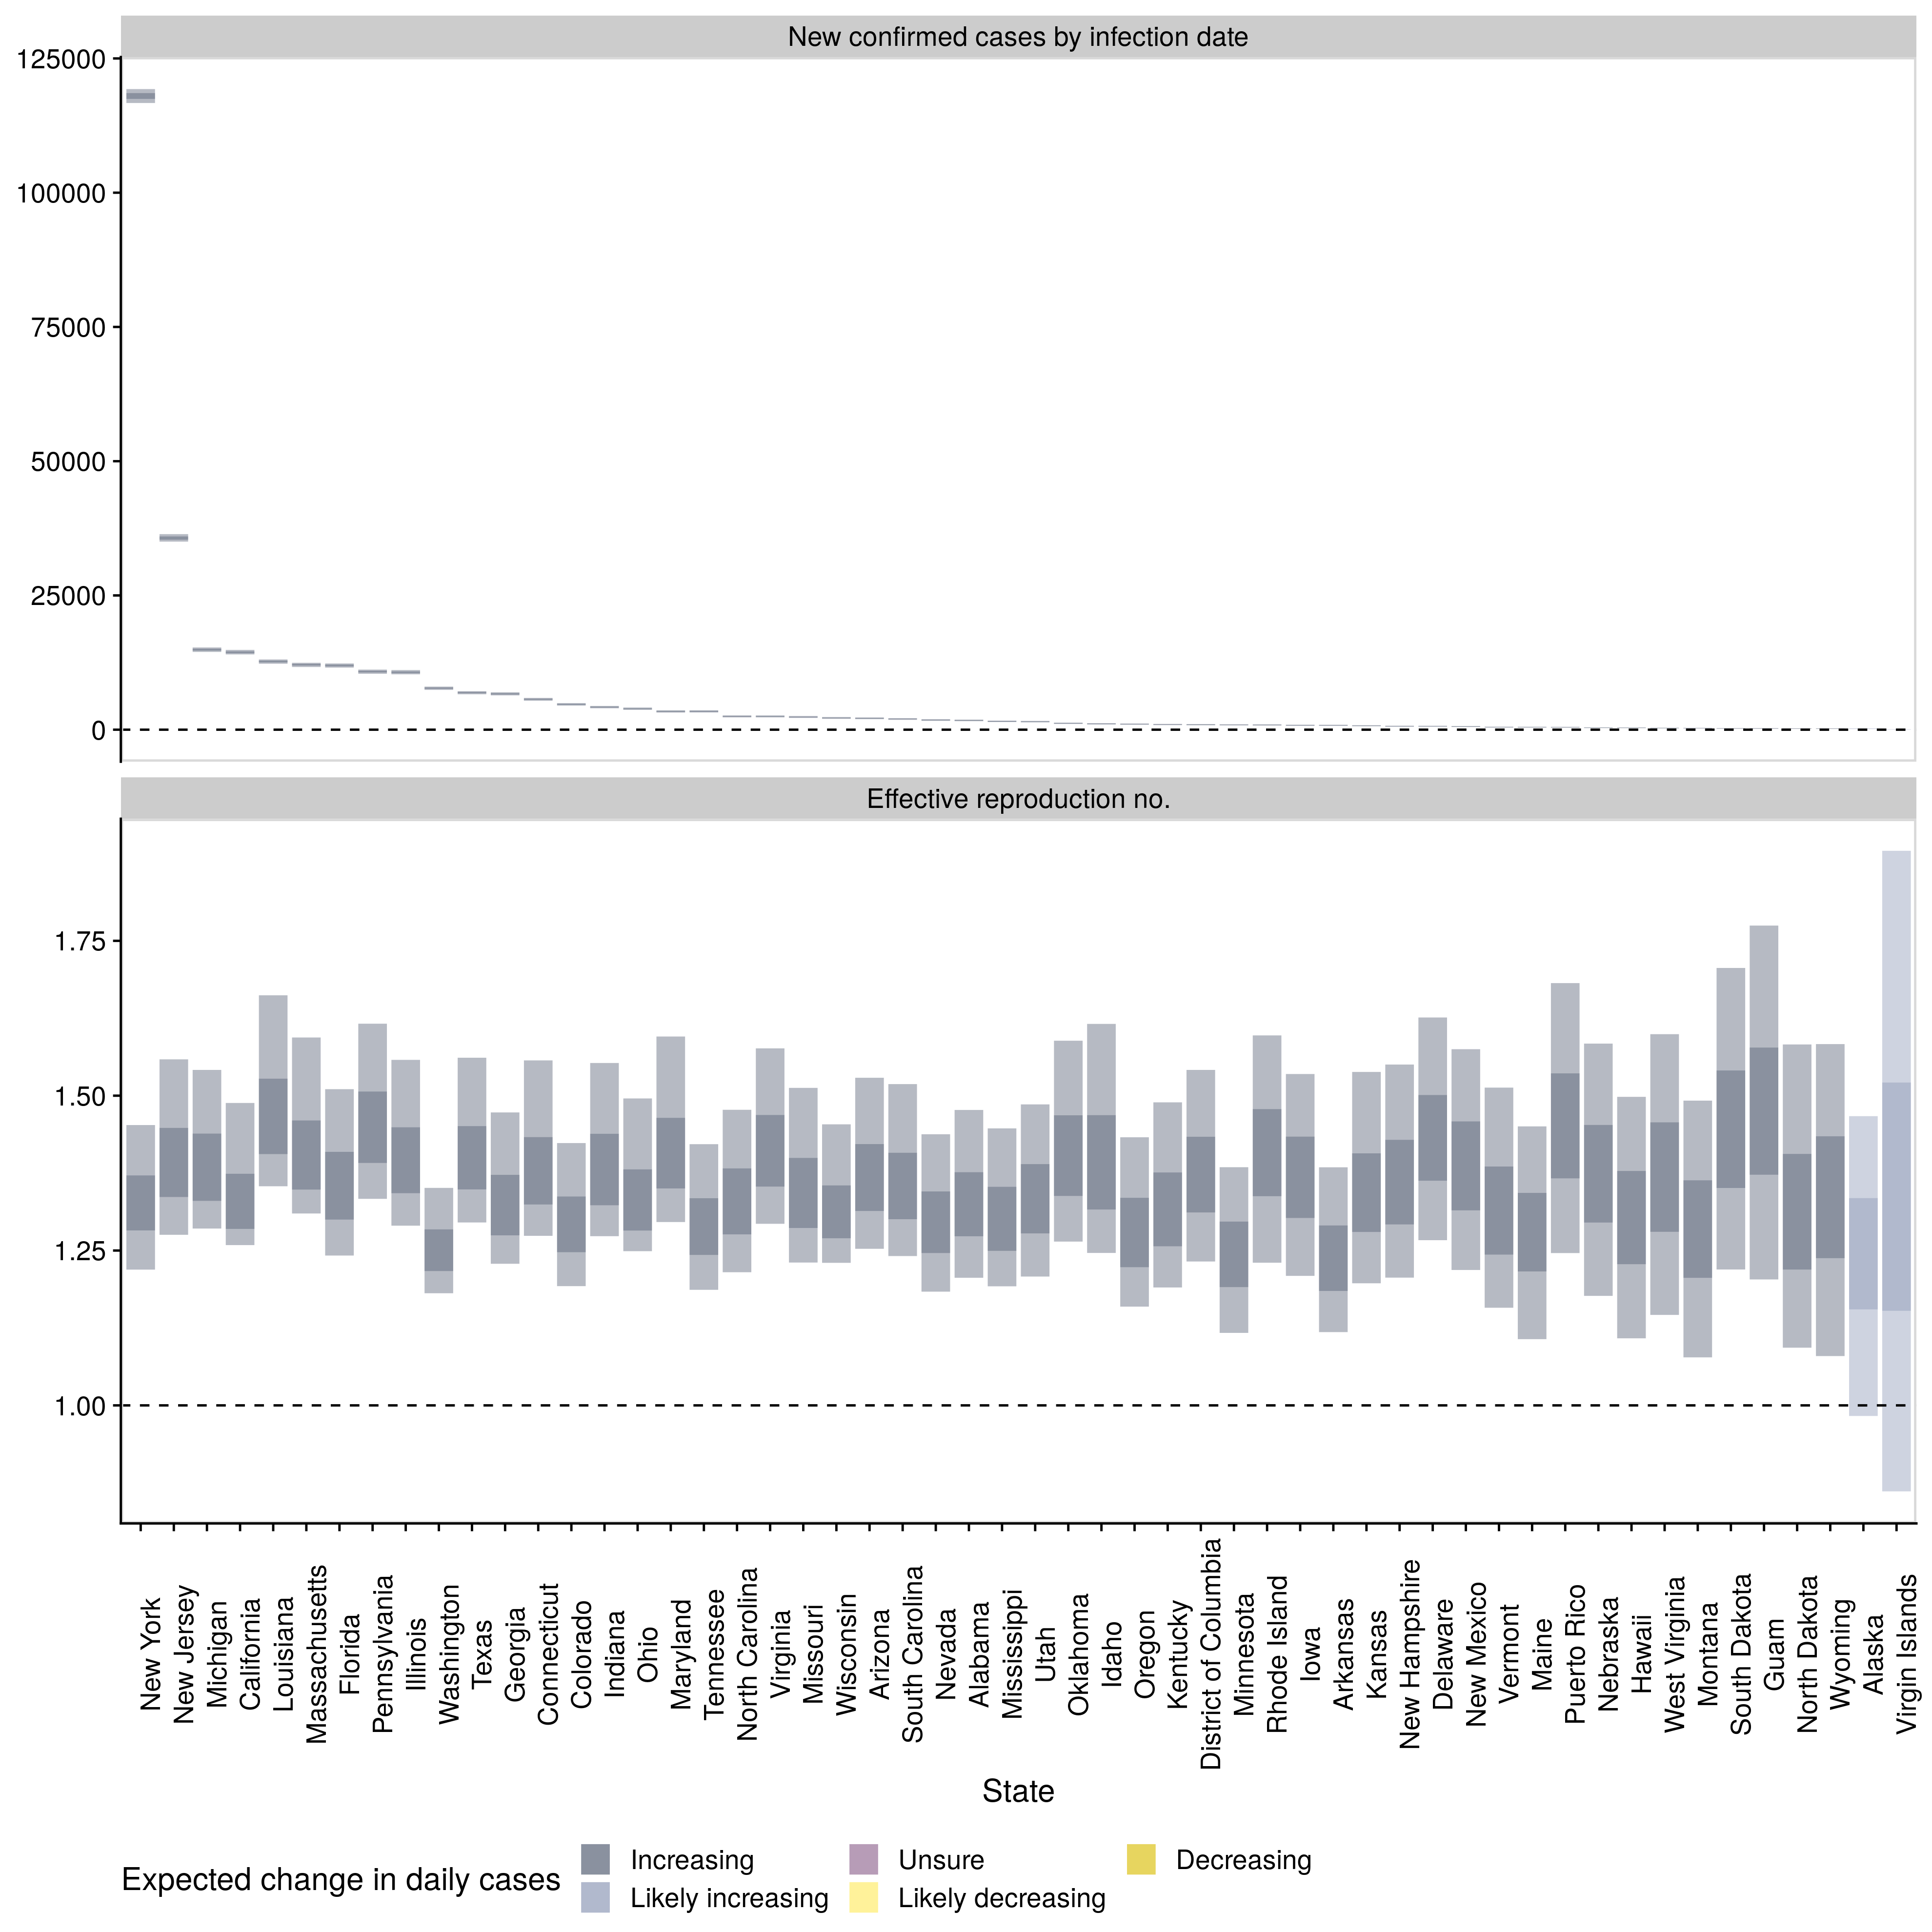 New confirmed cases by infection date
125000
100000
75000
50000
25000
0
Effective reproduction no.
1.75
1.50
1.25
1.00
New York
New Jersey
Michigan
California
Louisiana
Massachusetts
Florida
Pennsylvania
Illinois
Washington
Texas
Georgia
Connecticut
Colorado
Indiana
Ohio
Maryland
Tennessee
North Carolina
Virginia
Missouri
Wisconsin
Arizona
South Carolina
Nevada
Alabama
Mississippi
Utah
Oklahoma
Idaho
Oregon
Kentucky
District of Columbia
Minnesota
Rhode Island
Iowa
Arkansas
Kansas
New Hampshire
Delaware
New Mexico
Vermont
Maine
Puerto Rico
Nebraska
Hawaii
West Virginia
Montana
South Dakota
Guam
North Dakota
Wyoming
Alaska
Virgin Islands
State
Expected change in daily cases
Increasing
Unsure
Decreasing
Likely increasing
Likely decreasing